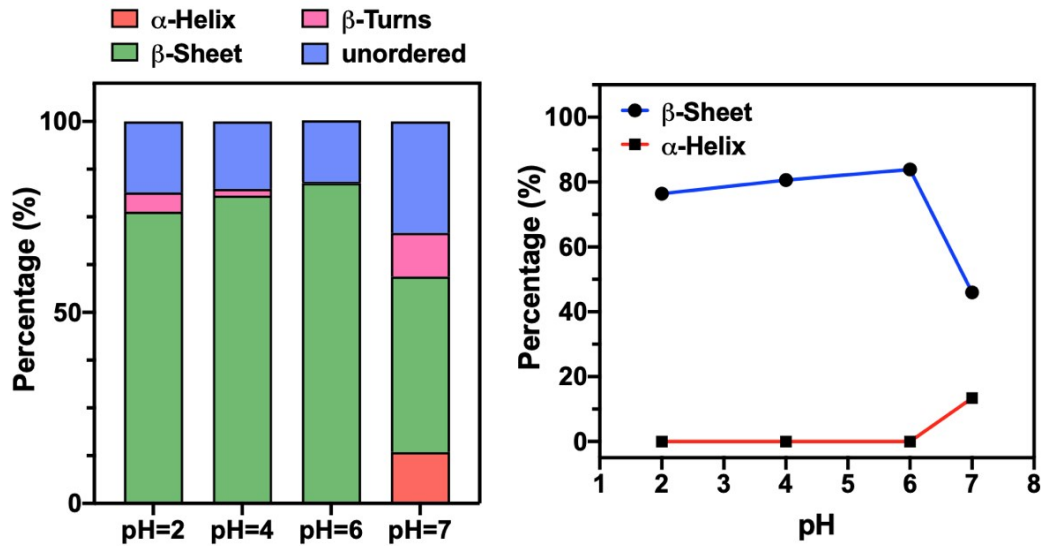 α-Helix
β-Turns
β-Sheet
unordered
Percentage (%)
100
50
0
pH=2
pH=4
pH=6
pH=7
β-Sheet
α-Helix
Percentage (%)
100
80
60
40
20
0
1
2
3
4
5
6
7
8
pH